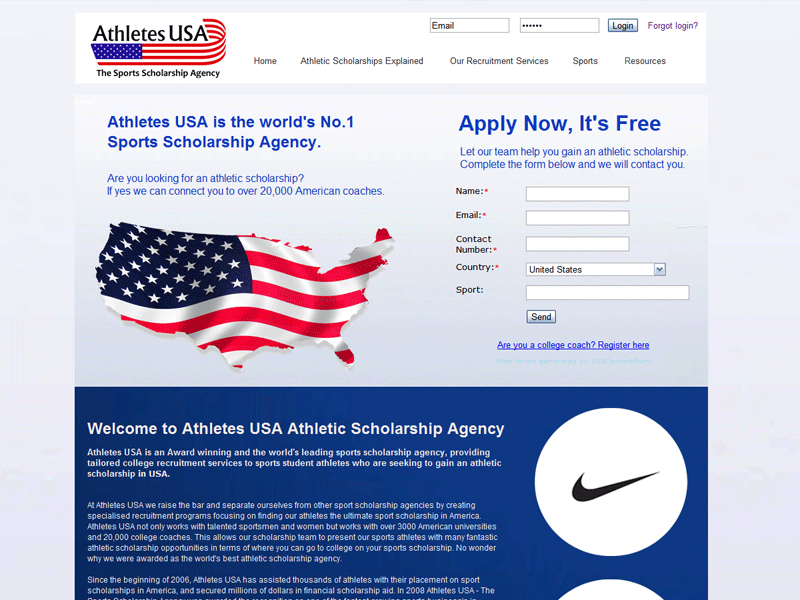 Athletes USA
The Sports Scholarship Agency
Email
••••••
Login
Forgot login?
Home
Athletic Scholarships Explained
Our Recruitment Services
Sports
Resources
Athletes USA is the world's No.1
Sports Scholarship Agency.
Are you looking for an athletic scholarship?
If yes we can connect you to over 20,000 American coaches.
Apply Now, It's Free
Let our team help you gain an athletic scholarship.
Complete the form below and we will contact you.
Name:*
Email:*
Contact
Number:*
Country:*
United States
Sport:
Send
Are you a college coach? Register here
Welcome to Athletes USA Athletic Scholarship Agency
Athletes USA is an Award winning and the world's leading sports scholarship agency, providing
tailored college recruitment services to sports student athletes who are seeking to gain an athletic
scholarship in USA.
At Athletes USA we raise the bar and separate ourselves from other sport scholarship agencies by creating
specialised recruitment programs focusing on finding our athletes the ultimate sport scholarship in America.
Athletes USA not only works with talented sportsmen and women but works with over 3000 American universities
and 20,000 college coaches. This allows our scholarship team to present our sports athletes with many fantastic
athletic scholarship opportunities in terms of where you can go to college on your sports scholarship. No wonder
why we were awarded as the world's best athletic scholarship agency.
Since the beginning of 2006, Athletes USA has assisted thousands of athletes with their placement on sport
scholarships in America, and secured millions of dollars in financial scholarship aid. In 2008 Athletes USA - The